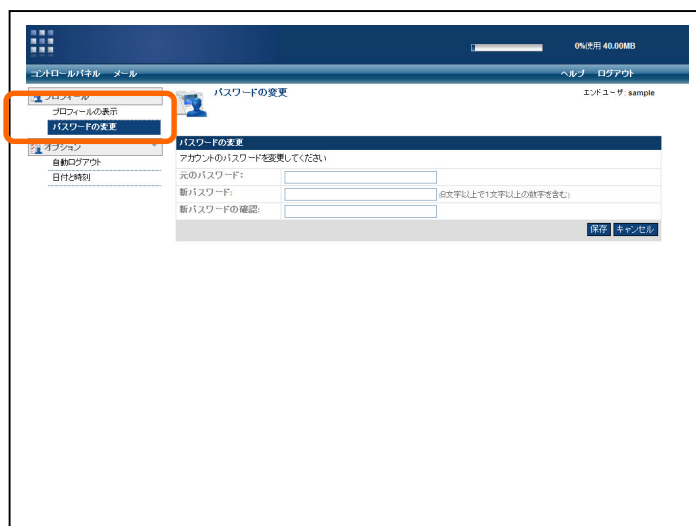 0%使用 40.00MB
コントロールパネル メール ヘルプ ログアウト
プロフィール
プロフィールの表示
パスワードの変更
オプション
自動ログアウト
日付と時刻
パスワードの変更
エンドユーザ: sample
パスワードの変更
アカウントのパスワードを変更してください
元のパスワード:
新パスワード: (8文字以上で1文字以上の数字を含む)
新パスワードの確認:
保存 キャンセル